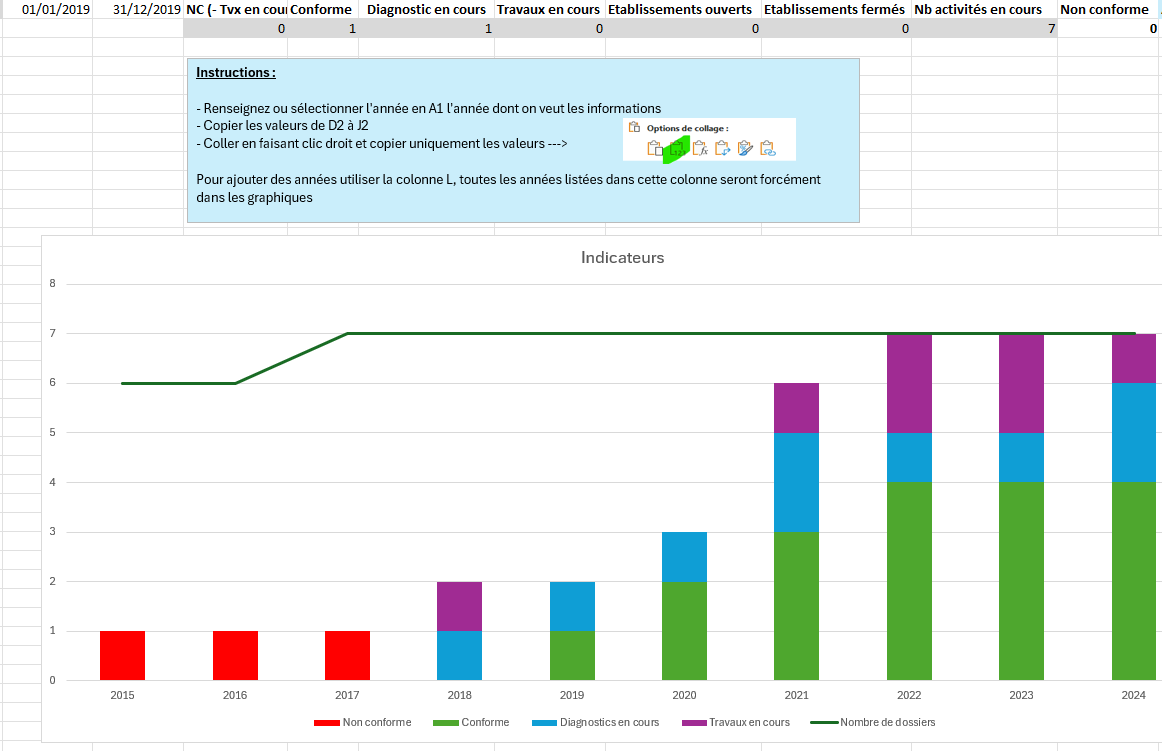 01/01/2019 31/12/2019 NC (- Tvx en cou Conforme Diagnostic en cours Travaux en cours Etablissements ouverts Etablissements fermés Nb activités en cours Non conforme
0 1 1 0 0 0 7 0
Instructions :
- Renseignez ou sélectionner l'année en A1 l'année dont on veut les informations
- Copier les valeurs de D2 à J2
Options de collage :
- Coller en faisant clic droit et copier uniquement les valeurs --->
Pour ajouter des années utiliser la colonne L, toutes les années listées dans cette colonne seront forcément
dans les graphiques
Indicateurs
8
7
6
5
4
3
2
1
0
2015 2016 2017 2018 2019 2020 2021 2022 2023 2024
Non conforme Conforme Diagnostics en cours Travaux en cours Nombre de dossiers